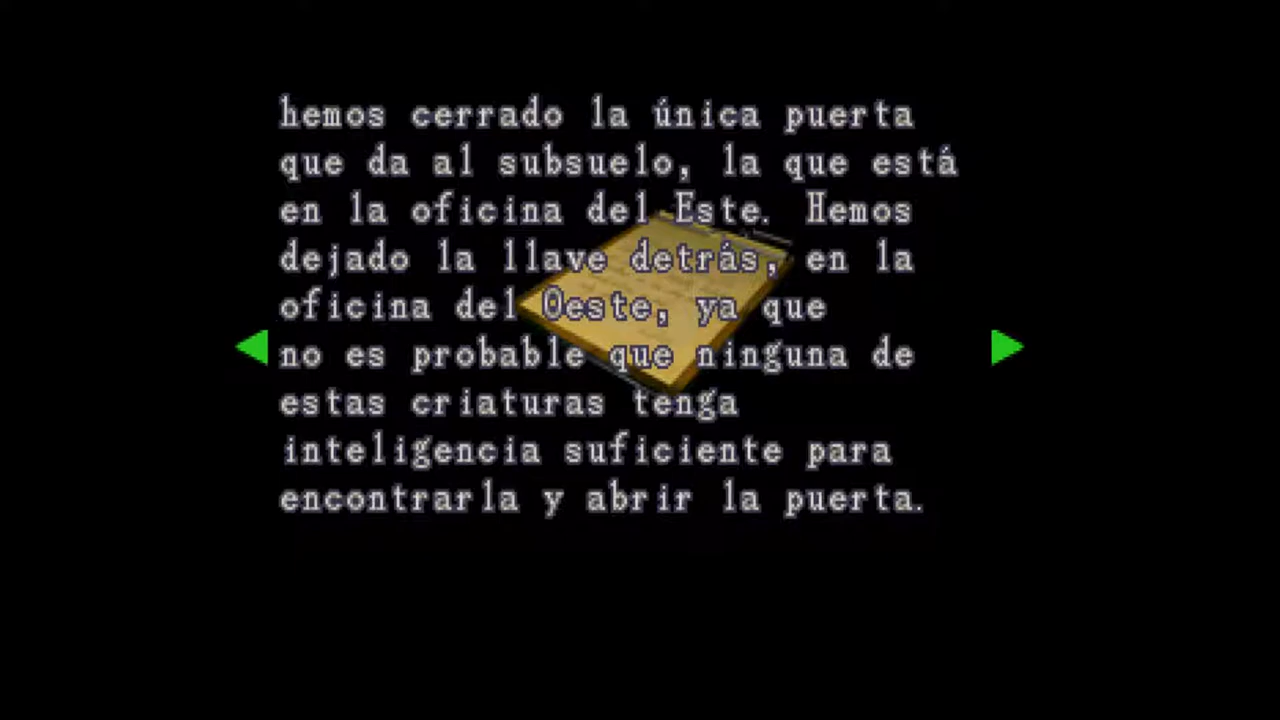 hemos cerrado la única puerta
que da al subsuelo, la que está
en la oficina del Este. Hemos
dejado la llave detrás, en la
oficina del Oeste, ya que
no es probable que ninguna de
estas criaturas tenga
inteligencia suficiente para
encontrarla y abrir la puerta.